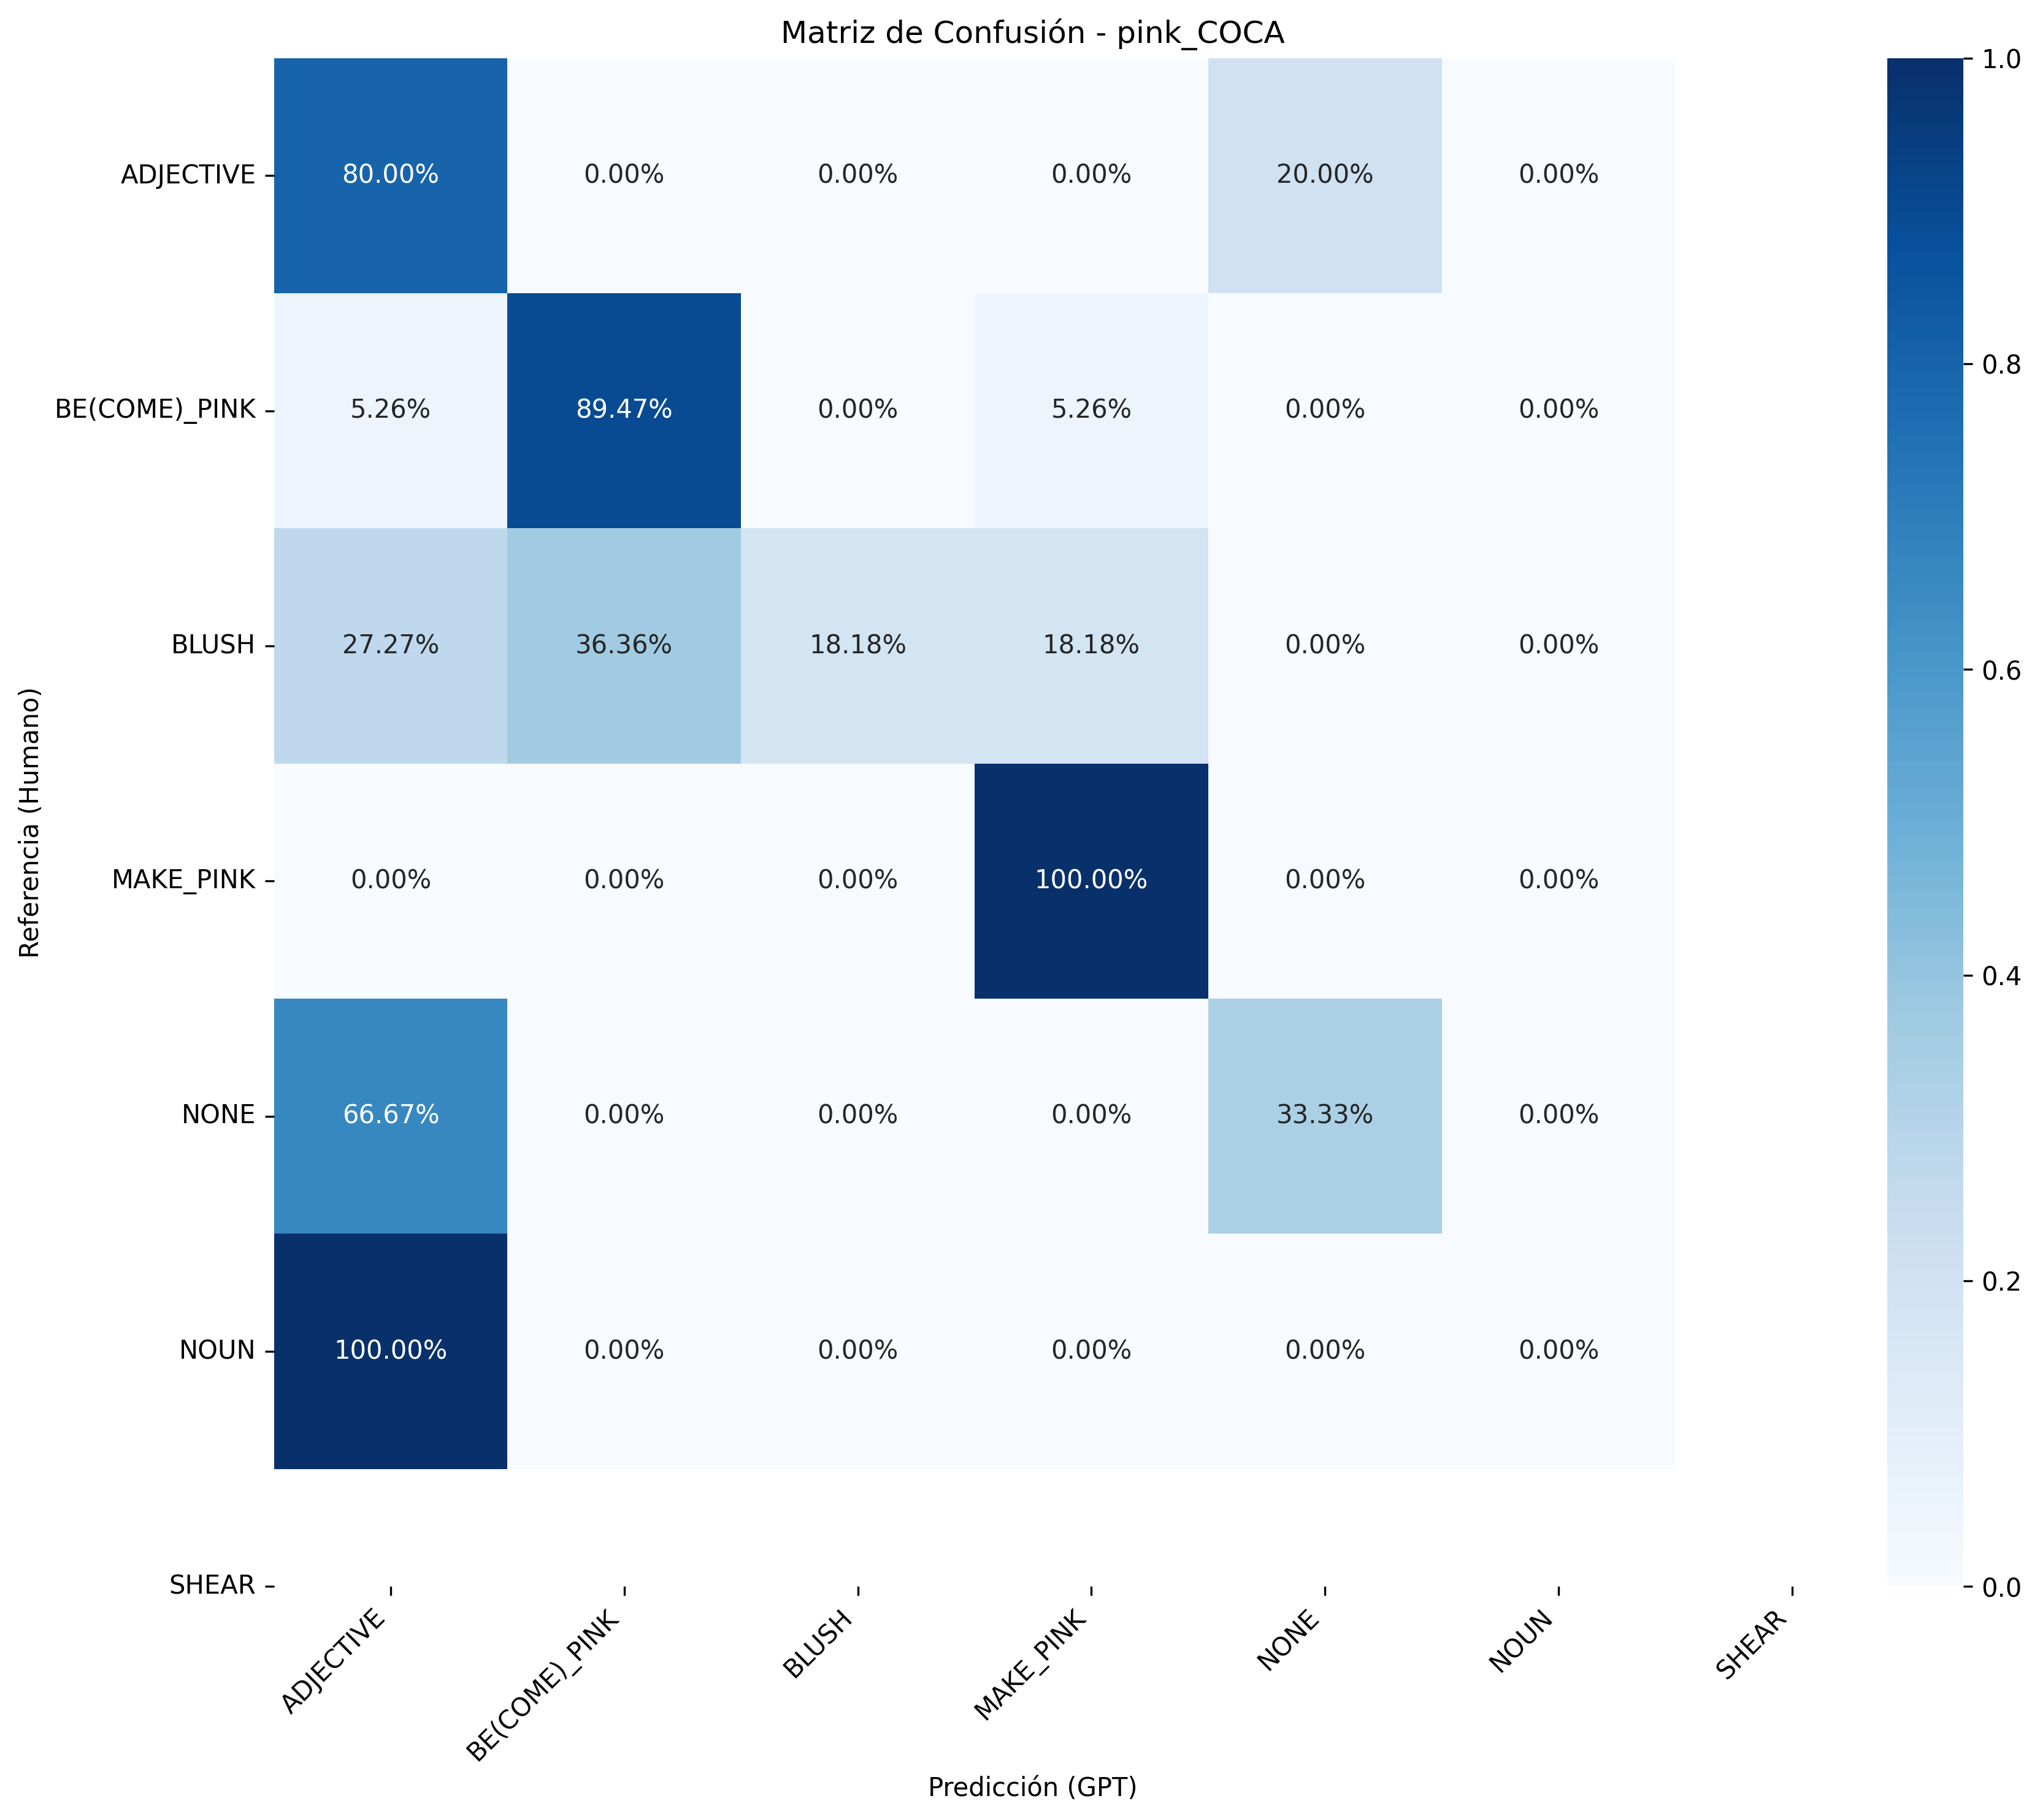 Matriz de Confusión - pink_COCA
Referencia (Humano)
ADJECTIVE 80.00% 0.00% 0.00% 0.00% 20.00% 0.00%
BE(COME)_PINK 5.26% 89.47% 0.00% 5.26% 0.00% 0.00%
BLUSH 27.27% 36.36% 18.18% 18.18% 0.00% 0.00%
MAKE_PINK 0.00% 0.00% 0.00% 100.00% 0.00% 0.00%
NONE 66.67% 0.00% 0.00% 0.00% 33.33% 0.00%
NOUN 100.00% 0.00% 0.00% 0.00% 0.00% 0.00%
SHEAR
ADJECTIVE BE(COME)_PINK BLUSH MAKE_PINK NONE NOUN SHEAR
Predicción (GPT)
1.0
0.8
0.6
0.4
0.2
0.0